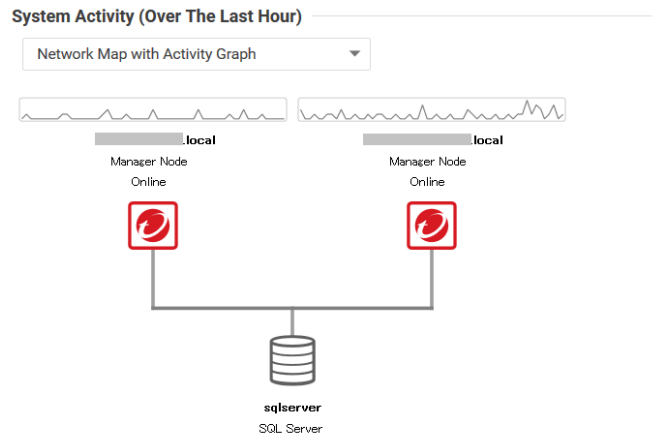 System Activity (Over The Last Hour)
Network Map with Activity Graph
.local
.local
Manager Node
Manager Node
Online
Online
sqlserver
SQL Server